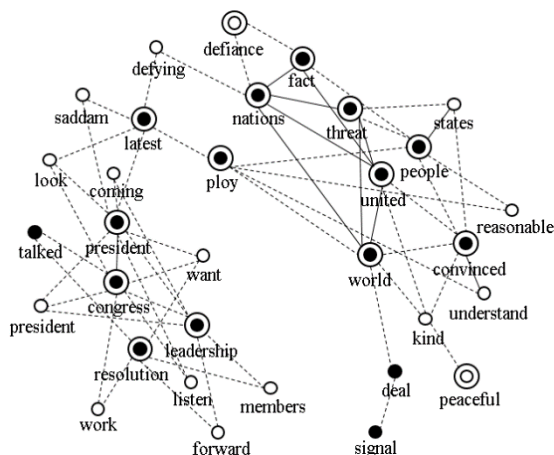 defiance
defying
fact
saddam
nations
threat
states
latest
people
look
coming
ploy
united
president
reasonable
talked
want
world
convinced
congress
understand
president
kind
leadership
resolution
listen
members
deal
peaceful
work
forward
signal